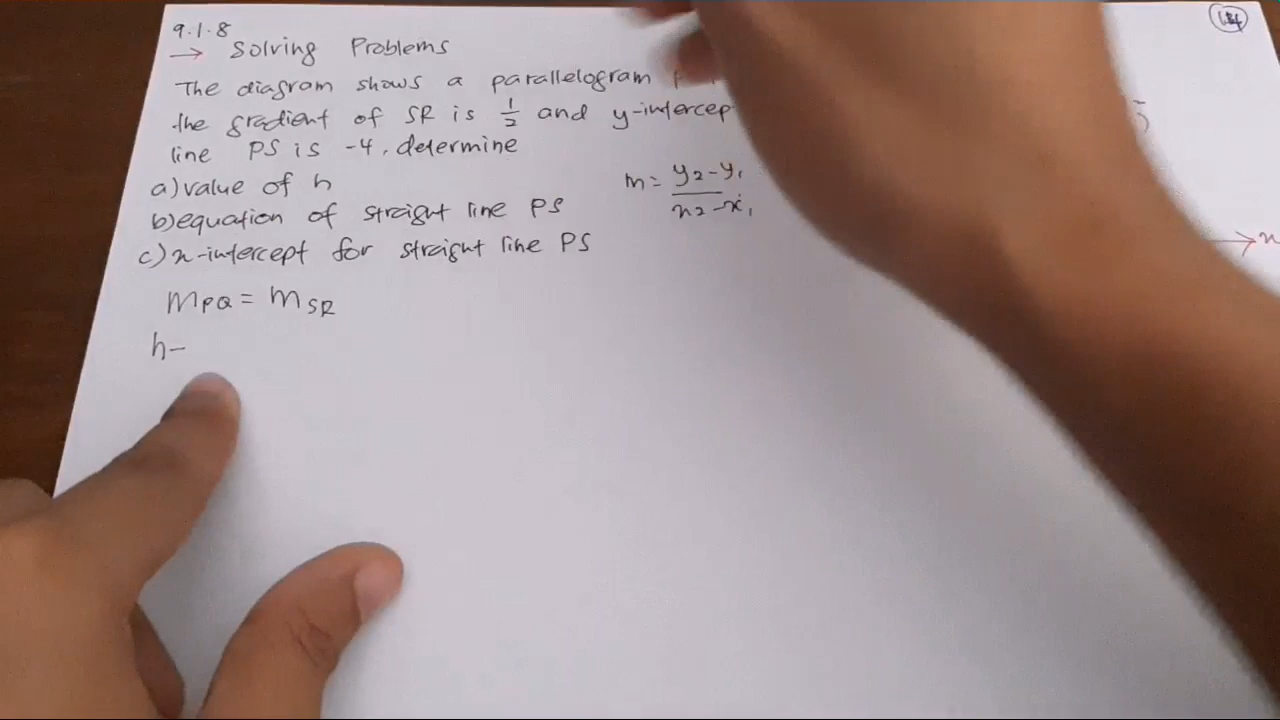 9.1.8
→ Solving Problems
The diagram shows a parallelogram
the gradient of SR is 1/2 and y-intercep
line PS is -4, determine
a) value of h
b) equation of straight line PS
c) x-intercept for straight line PS
m = y₂-y₁ / x₂-x₁
mPQ = mSR
h-
x